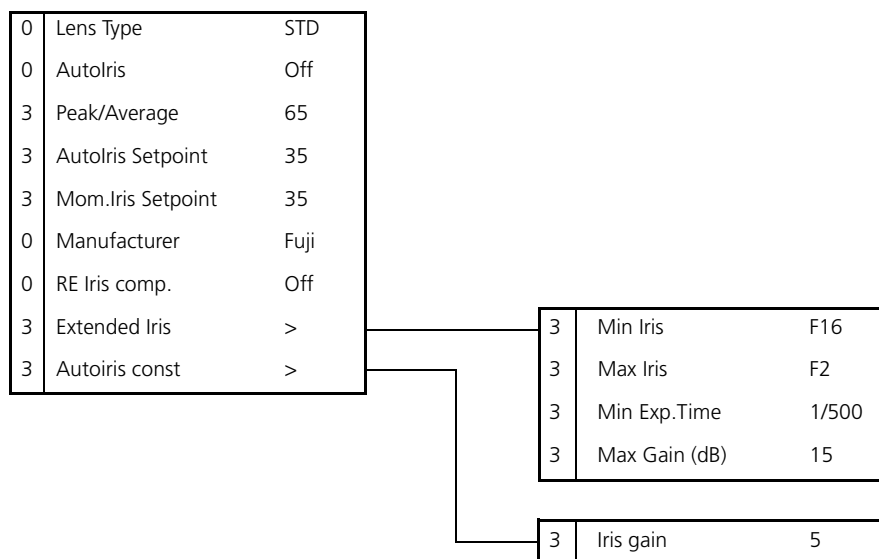 0 Lens Type STD
0 AutoIris Off
3 Peak/Average 65
3 AutoIris Setpoint 35
3 Mom.Iris Setpoint 35
0 Manufacturer Fuji
0 RE Iris comp. Off
3 Extended Iris >
3 Autoiris const >
3 Min Iris F16
3 Max Iris F2
3 Min Exp.Time 1/500
3 Max Gain (dB) 15
3 Iris gain 5